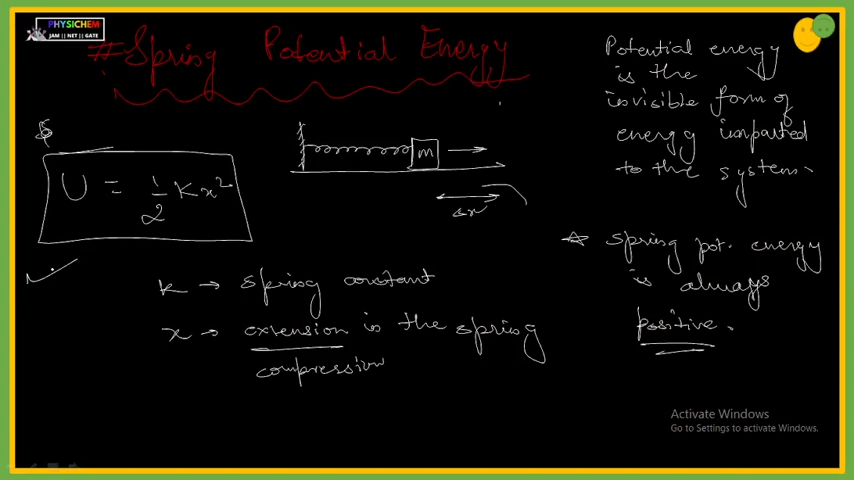 PHYSICHEM
JAM || NET || GATE
# Spring Potential Energy
U = 1/2 Kx²
m
Δx
k → spring constant
x → extension is the spring
compression
Potential energy
is the
invisible form of
energy imparted
to the system.
☆ spring pot. energy
is always
positive.
Activate Windows
Go to Settings to activate Windows.